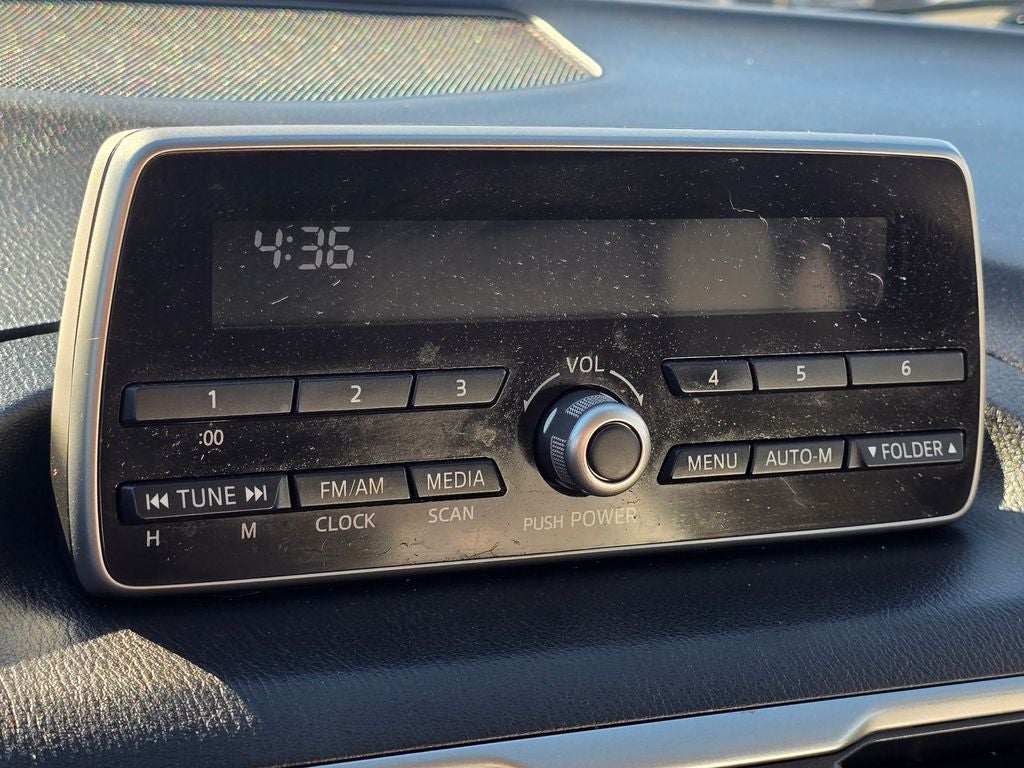 4:36
VOL
1 2 3 4 5 6
:00
⏮ TUNE ⏭ FM/AM MEDIA MENU AUTO-M ▼ FOLDER ▲
H M CLOCK SCAN PUSH POWER